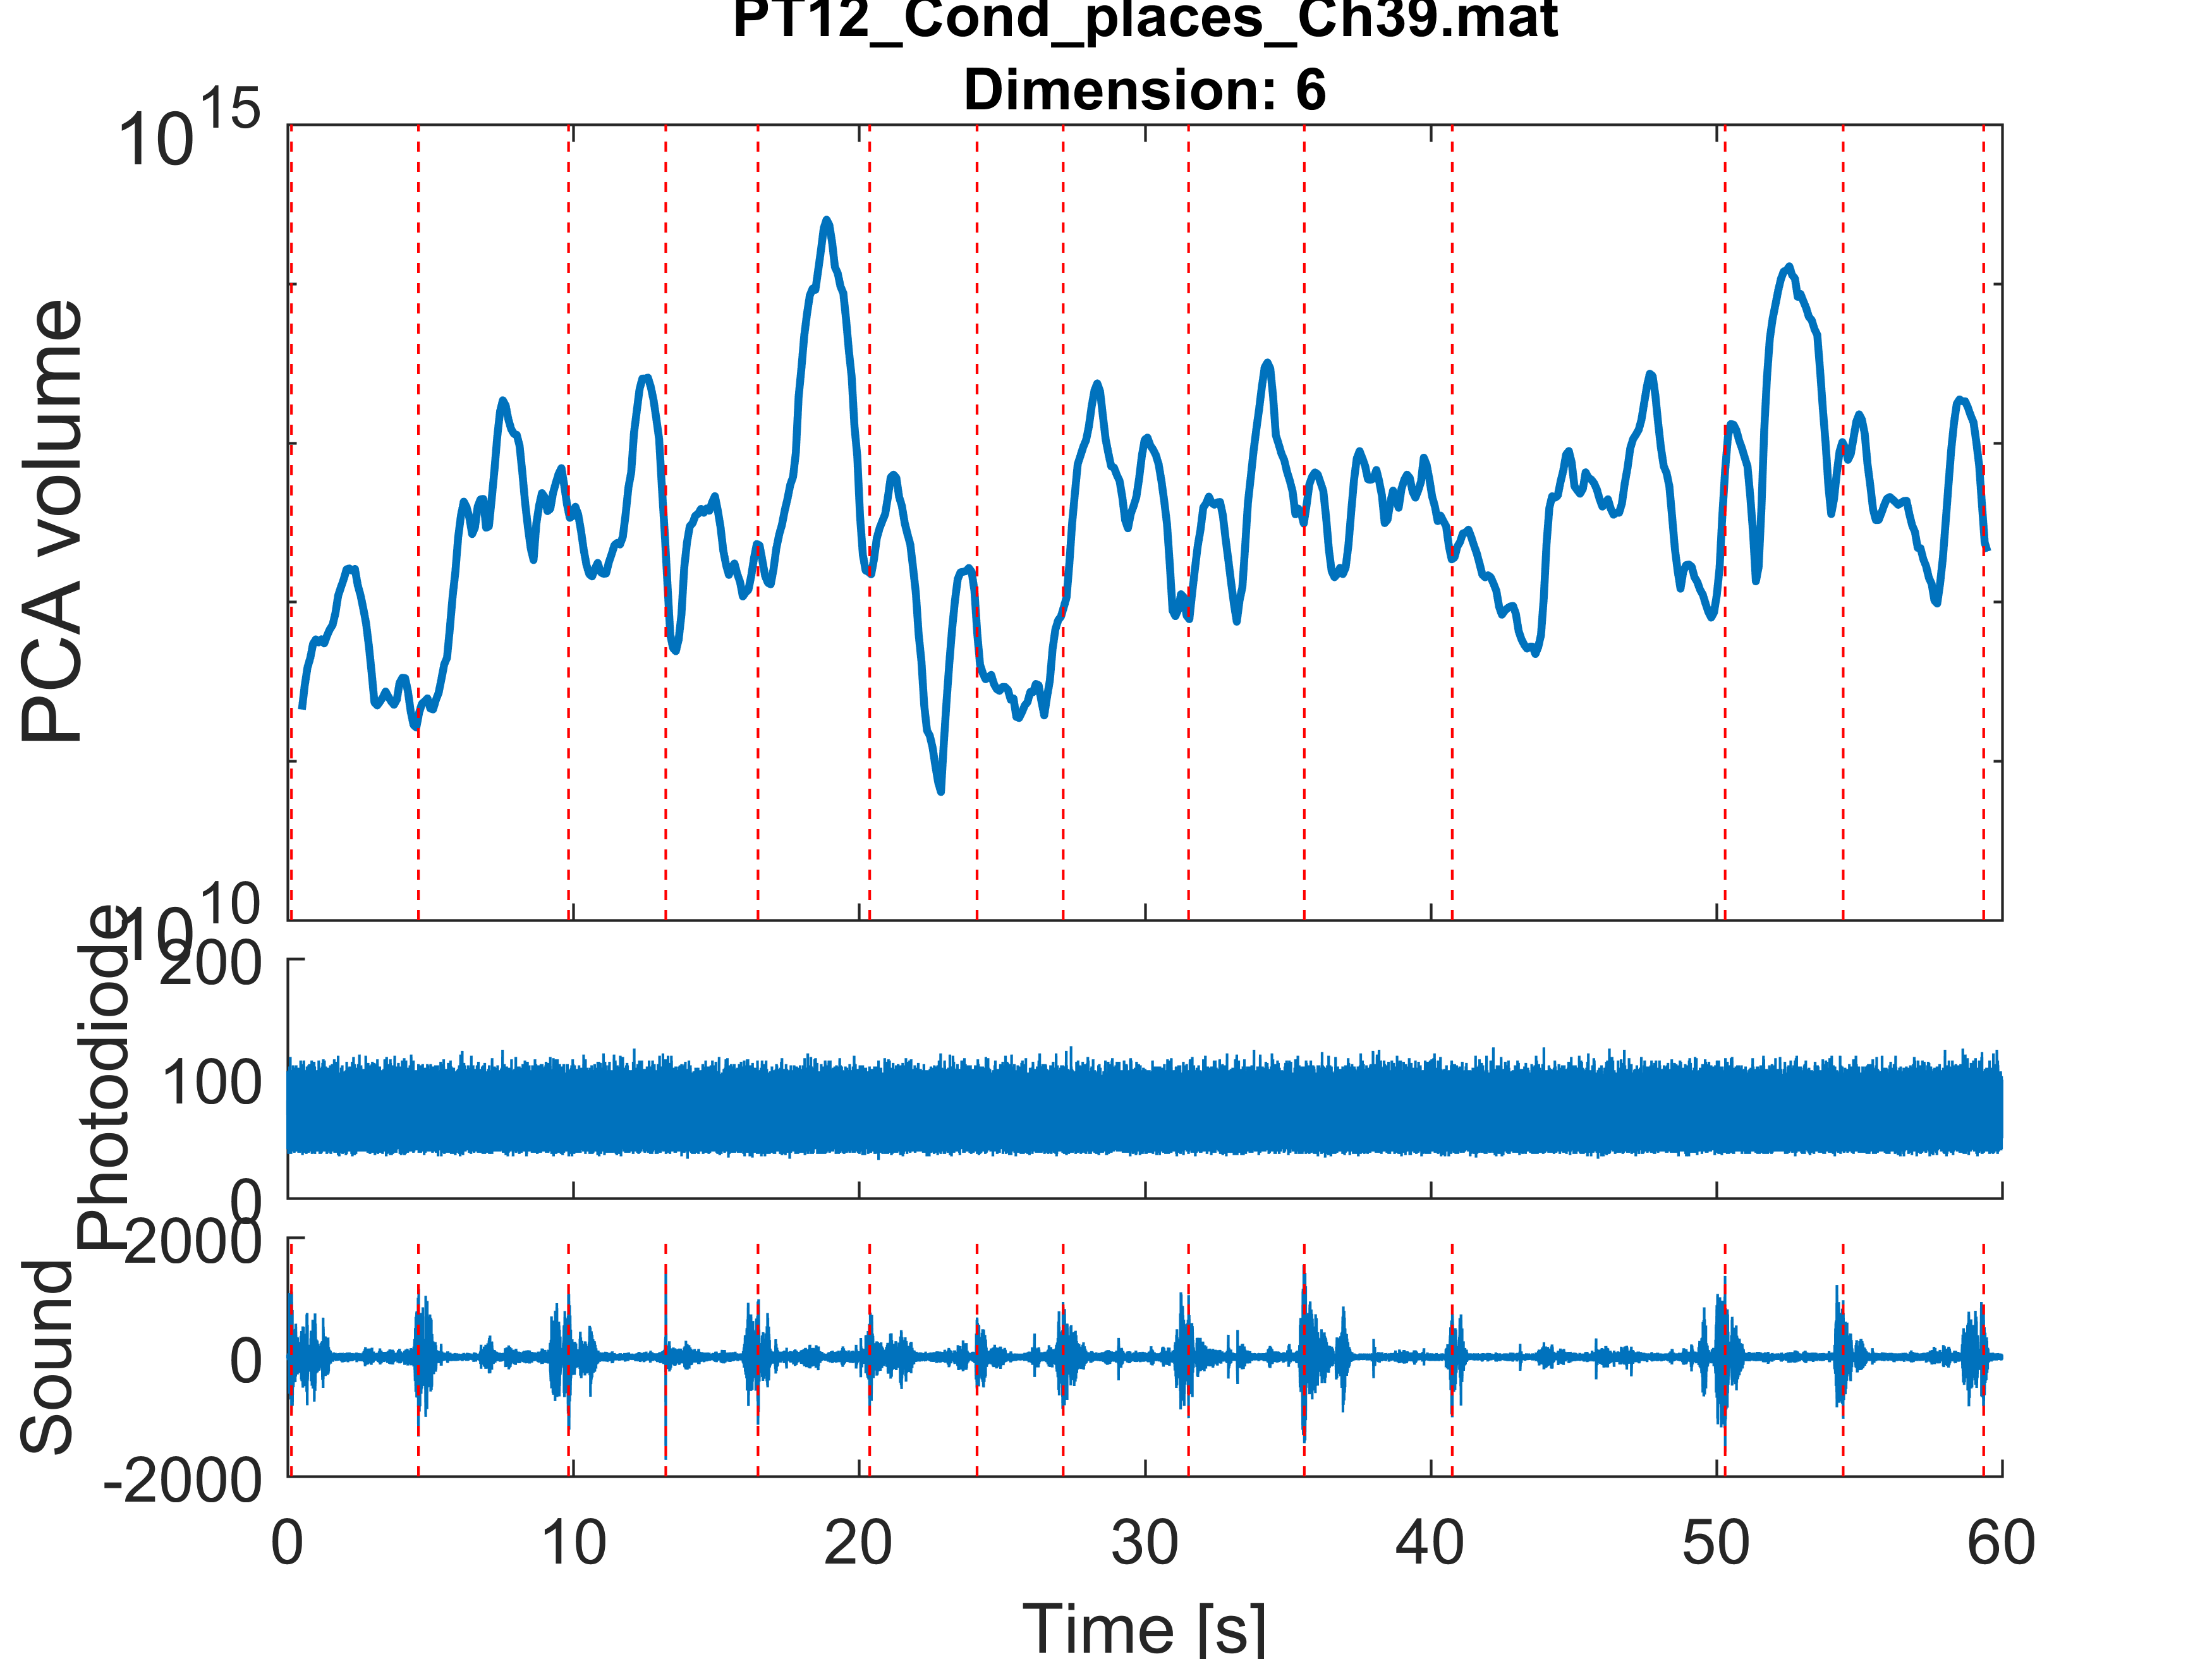 PT12_Cond_places_Ch39.mat
Dimension: 6
10^15
PCA volume
10^10
200
Photodiode
100
0
2000
Sound
0
-2000
0 10 20 30 40 50 60
Time [s]